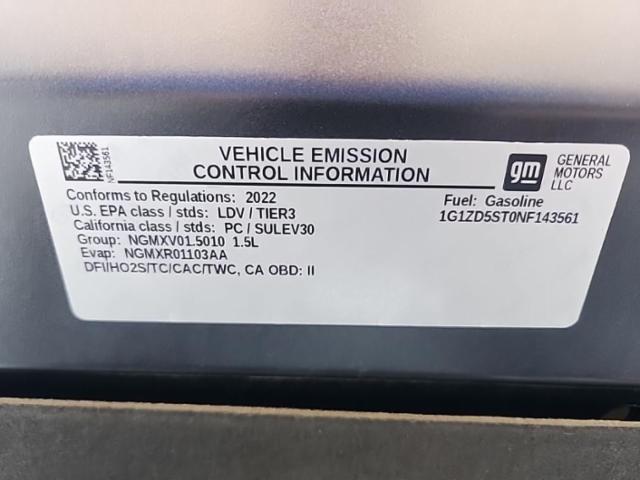 NF143561
VEHICLE EMISSION
CONTROL INFORMATION
gm
GENERAL
MOTORS
LLC
Conforms to Regulations: 2022
U.S. EPA class / stds: LDV / TIER3
California class / stds: PC / SULEV30
Group: NGMXV01.5010 1.5L
Evap: NGMXR01103AA
DFI/HO2S/TC/CAC/TWC, CA OBD: II
Fuel: Gasoline
1G1ZD5ST0NF143561